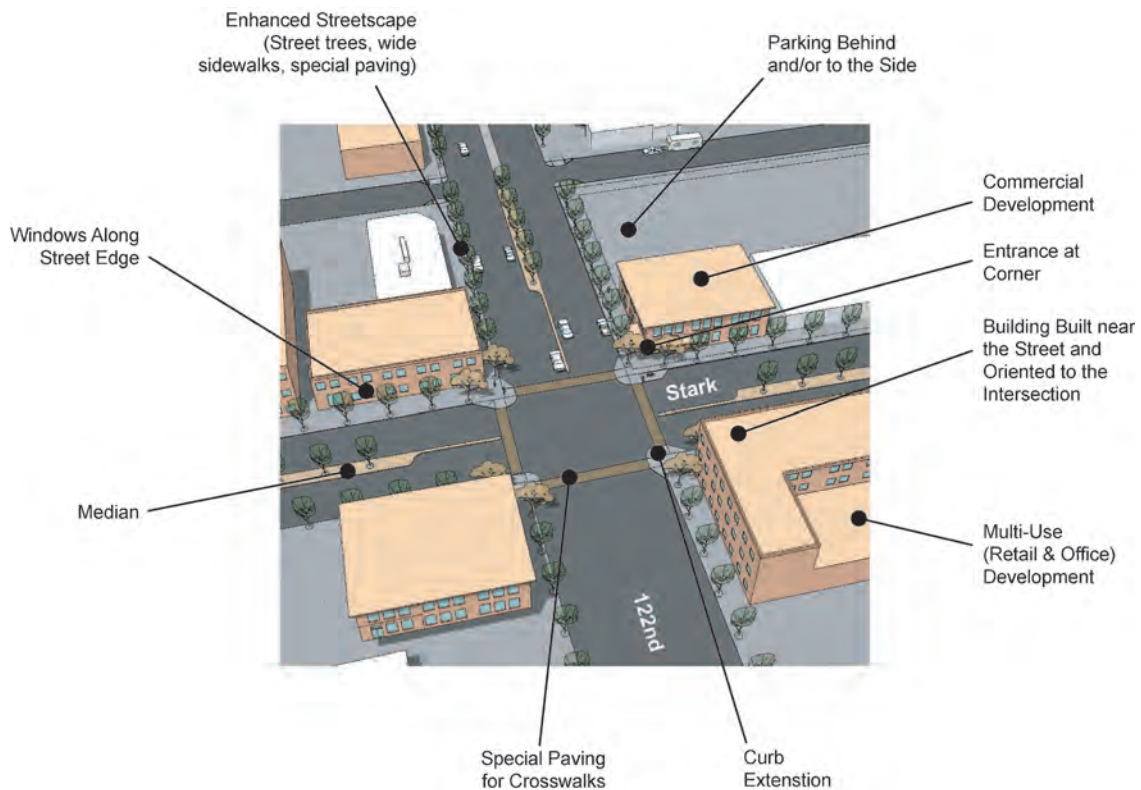 Enhanced Streetscape
(Street trees, wide
sidewalks, special paving)
Parking Behind
and/or to the Side
Commercial
Development
Windows Along
Street Edge
Entrance at
Corner
Building Built near
the Street and
Oriented to the
Intersection
Stark
Median
Multi-Use
(Retail & Office)
Development
122nd
Special Paving
for Crosswalks
Curb
Extenstion